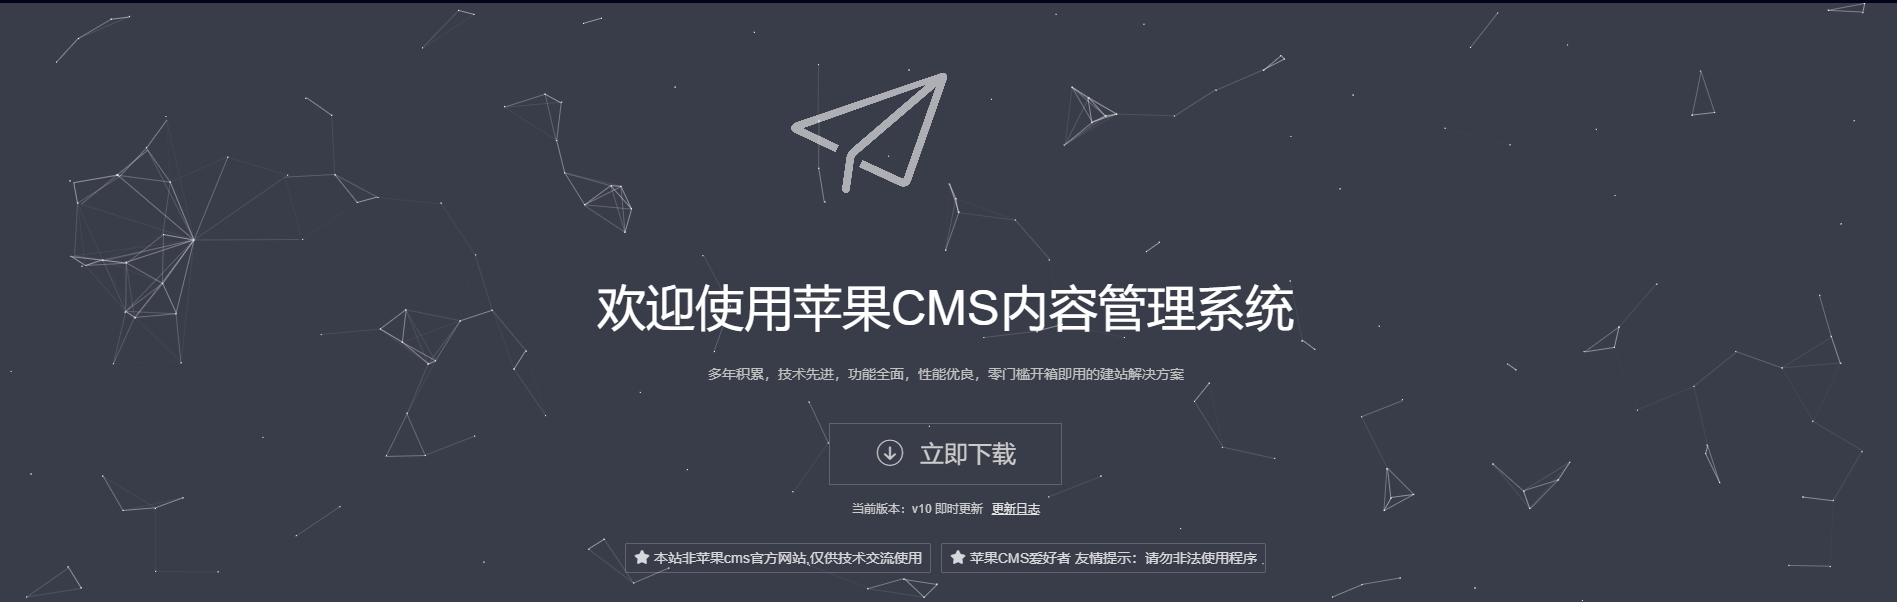 欢迎使用苹果CMS内容管理系统
多年积累，技术先进，功能全面，性能优良，零门槛开箱即用的建站解决方案
立即下载
当前版本：v10 即时更新 更新日志
本站非苹果cms官方网站,仅供技术交流使用
苹果CMS爱好者 友情提示：请勿非法使用程序